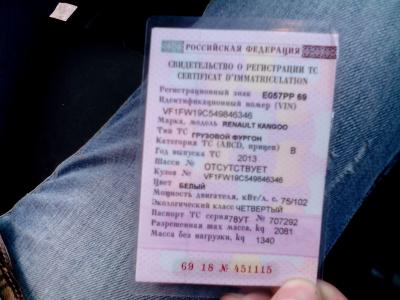 РОССИЙСКАЯ ФЕДЕРАЦИЯ
СВИДЕТЕЛЬСТВО О РЕГИСТРАЦИИ ТС
CERTIFICAT D'IMMATRICULATION
Регистрационный знак Е057РР 69
Идентификационный номер (VIN)
VF1FW19C549846346
Марка, модель RENAULT KANGOO
Тип ТС ГРУЗОВОЙ ФУРГОН
Категория ТС (ABCD, прицеп) B
Год выпуска ТС 2013
Шасси № ОТСУТСТВУЕТ
Кузов № VF1FW19C549846346
Цвет БЕЛЫЙ
Мощность двигателя, кВт/л. с. 75/102
Экологический класс ЧЕТВЕРТЫЙ
Паспорт ТС серия 78УТ № 707292
Разрешенная max масса, kg 2081
Масса без нагрузки, kg 1340
69 18 № 451115